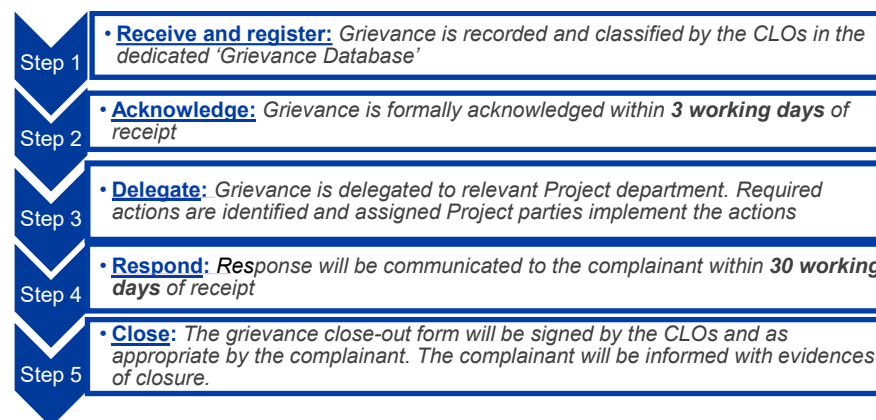 Step 1
• Receive and register: Grievance is recorded and classified by the CLOs in the
dedicated ‘Grievance Database’
Step 2
• Acknowledge: Grievance is formally acknowledged within 3 working days of
receipt
Step 3
• Delegate: Grievance is delegated to relevant Project department. Required
actions are identified and assigned Project parties implement the actions
Step 4
• Respond: Response will be communicated to the complainant within 30 working
days of receipt
Step 5
• Close: The grievance close-out form will be signed by the CLOs and as
appropriate by the complainant. The complainant will be informed with evidences
of closure.